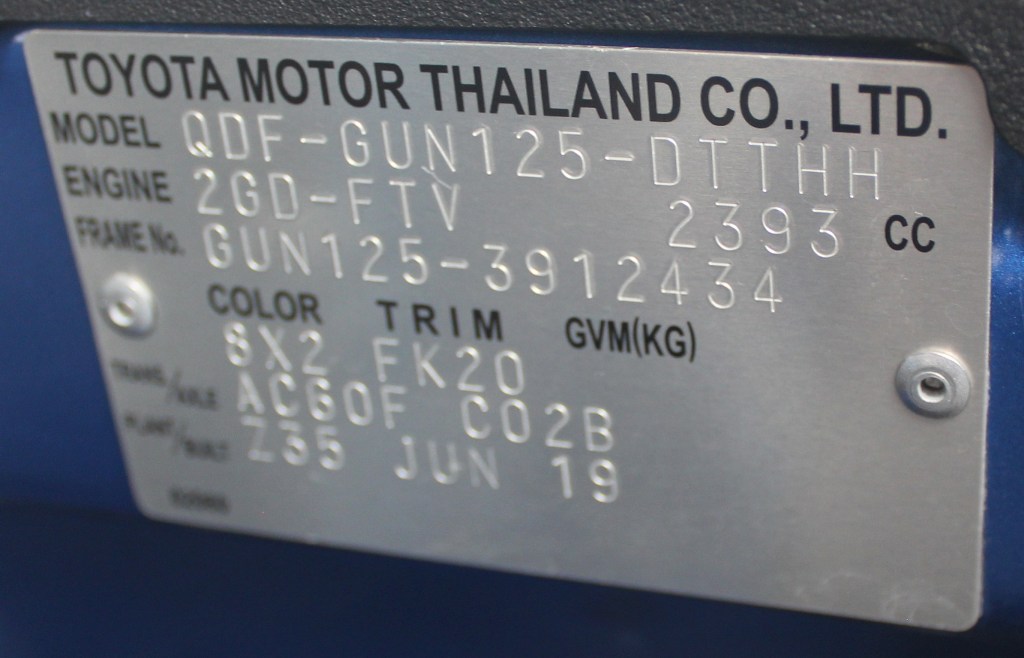 TOYOTA MOTOR THAILAND CO., LTD.
MODEL QDF-GUN125-DTTHH
ENGINE 2GD-FTV 2393 CC
FRAME No. GUN125-3912434
COLOR TRIM GVM(KG)
8X2 FK20
TRANS./AXLE AC60F C02B
PLANT/BUILT Z35 JUN 19